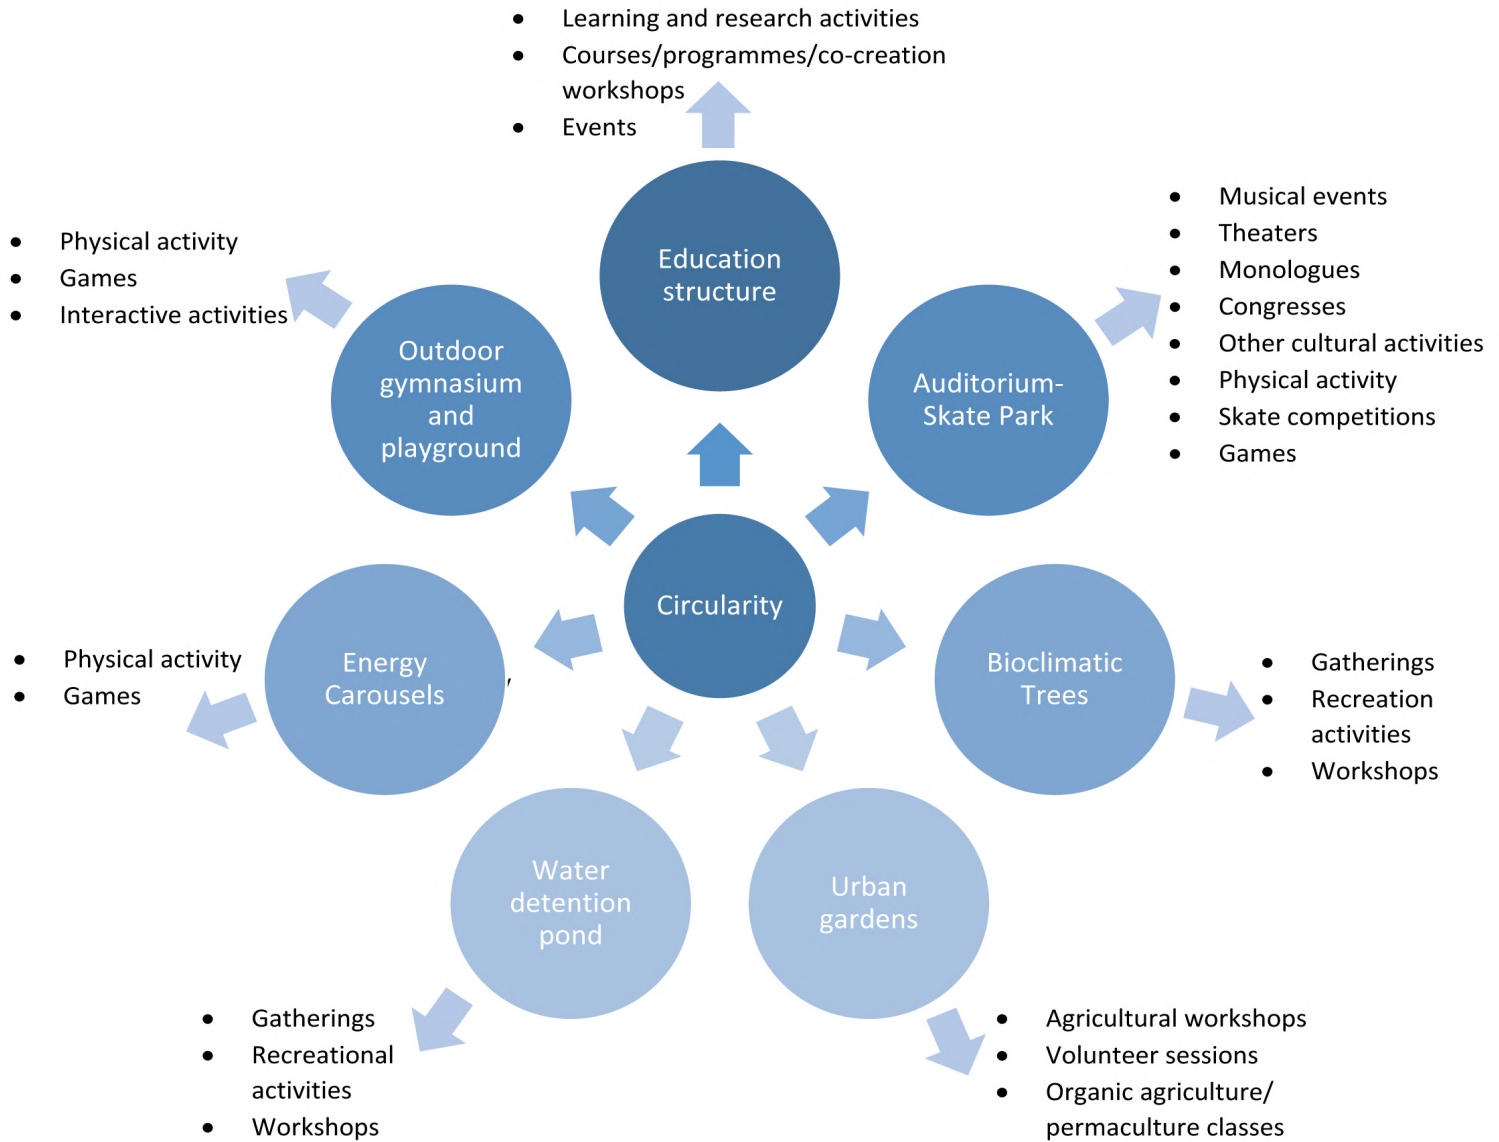 • Learning and research activities
• Courses/programmes/co-creation
workshops
• Events
Education
structure
• Musical events
• Theaters
• Monologues
• Congresses
• Other cultural activities
• Physical activity
• Skate competitions
• Games
Auditorium-
Skate Park
• Physical activity
• Games
• Interactive activities
Outdoor
gymnasium
and
playground
Circularity
Bioclimatic
Trees
• Gatherings
• Recreation
activities
• Workshops
• Physical activity
• Games
Energy
Carousels
Water
detention
pond
• Gatherings
• Recreational
activities
• Workshops
Urban
gardens
• Agricultural workshops
• Volunteer sessions
• Organic agriculture/
permaculture classes